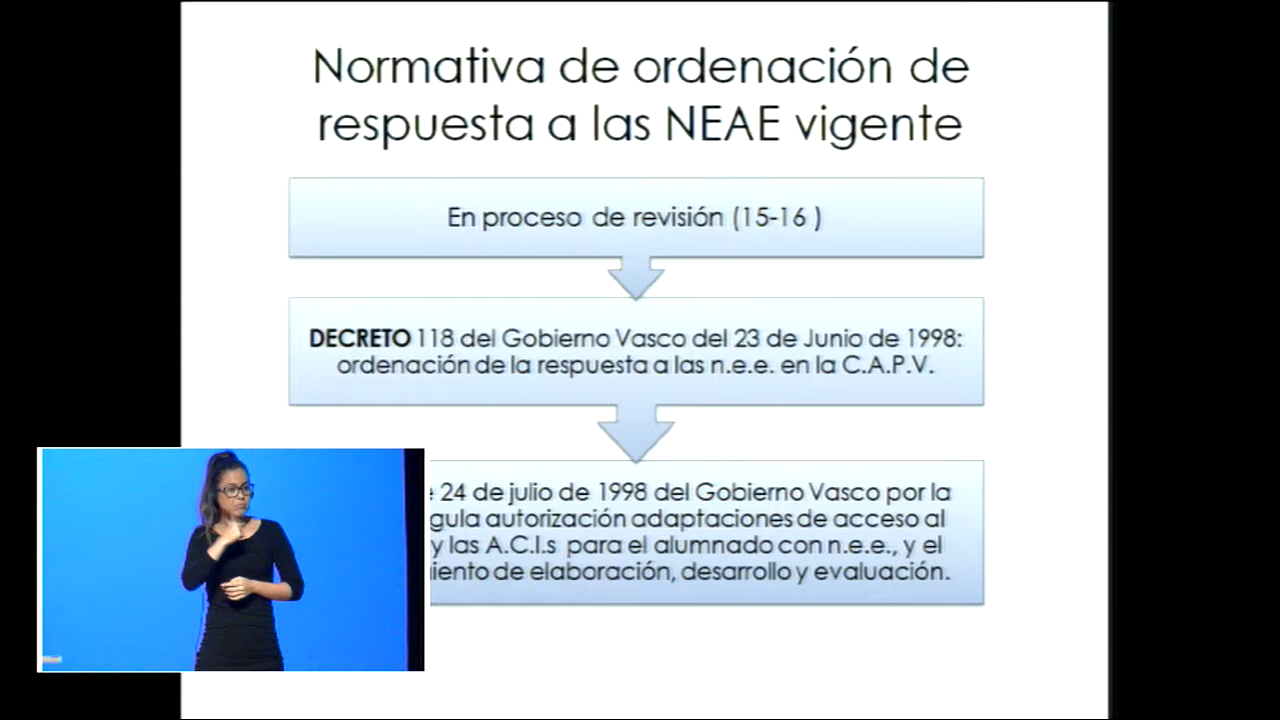 Normativa de ordenación de
respuesta a las NEAE vigente
En proceso de revisión (15-16 )
DECRETO 118 del Gobierno Vasco del 23 de Junio de 1998:
ordenación de la respuesta a las n.e.e. en la C.A.P.V.
24 de julio de 1998 del Gobierno Vasco por la
gula autorización adaptaciones de acceso al
y las A.C.I.s para el alumnado con n.e.e., y el
iento de elaboración, desarrollo y evaluación.